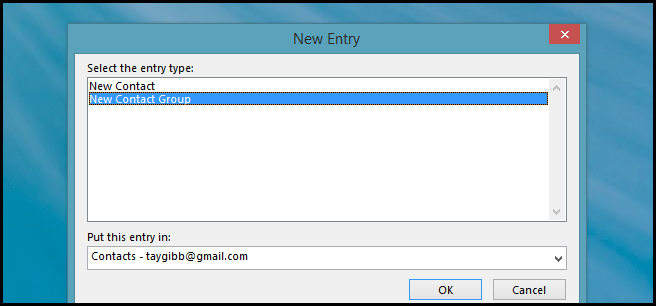 New Entry
Select the entry type:
New Contact
New Contact Group
Put this entry in:
Contacts - taygibb@gmail.com
OK Cancel